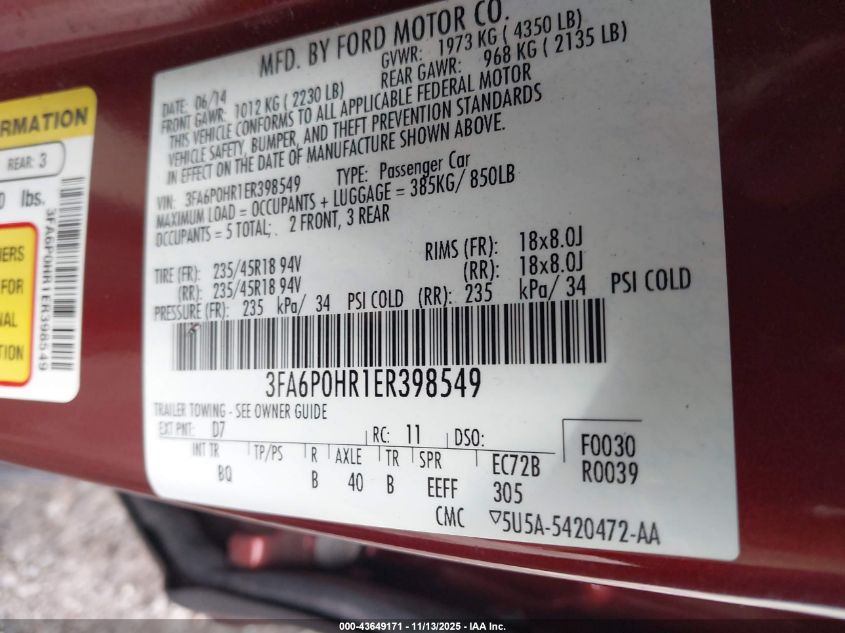 MFD. BY FORD MOTOR CO.
DATE: 06/14
GVWR: 1973 KG ( 4350 LB)
FRONT GAWR: 1012 KG ( 2230 LB)
REAR GAWR: 968 KG ( 2135 LB)
THIS VEHICLE CONFORMS TO ALL APPLICABLE FEDERAL MOTOR
VEHICLE SAFETY, BUMPER, AND THEFT PREVENTION STANDARDS
IN EFFECT ON THE DATE OF MANUFACTURE SHOWN ABOVE.
VIN: 3FA6P0HR1ER398549 TYPE: Passenger Car
MAXIMUM LOAD = OCCUPANTS + LUGGAGE = 385KG/ 850LB
OCCUPANTS = 5 TOTAL; 2 FRONT, 3 REAR
TIRE (FR): 235/45R18 94V RIMS (FR): 18x8.0J
(RR): 235/45R18 94V (RR): 18x8.0J
PRESSURE (FR): 235 kPa/ 34 PSI COLD (RR): 235 kPa/ 34 PSI COLD
3FA6P0HR1ER398549
TRAILER TOWING - SEE OWNER GUIDE
EXT PNT: D7 RC: 11 DSO: F0030
INT TR TP/PS R AXLE TR SPR EC72B R0039
BQ B 40 B EEFF 305
CMC ▽5U5A-5420472-AA
RMATION
REAR: 3
0 lbs.
3FA6P0HR1ER398549
FOR
TION
000-43649171 - 11/13/2025 - IAA Inc.